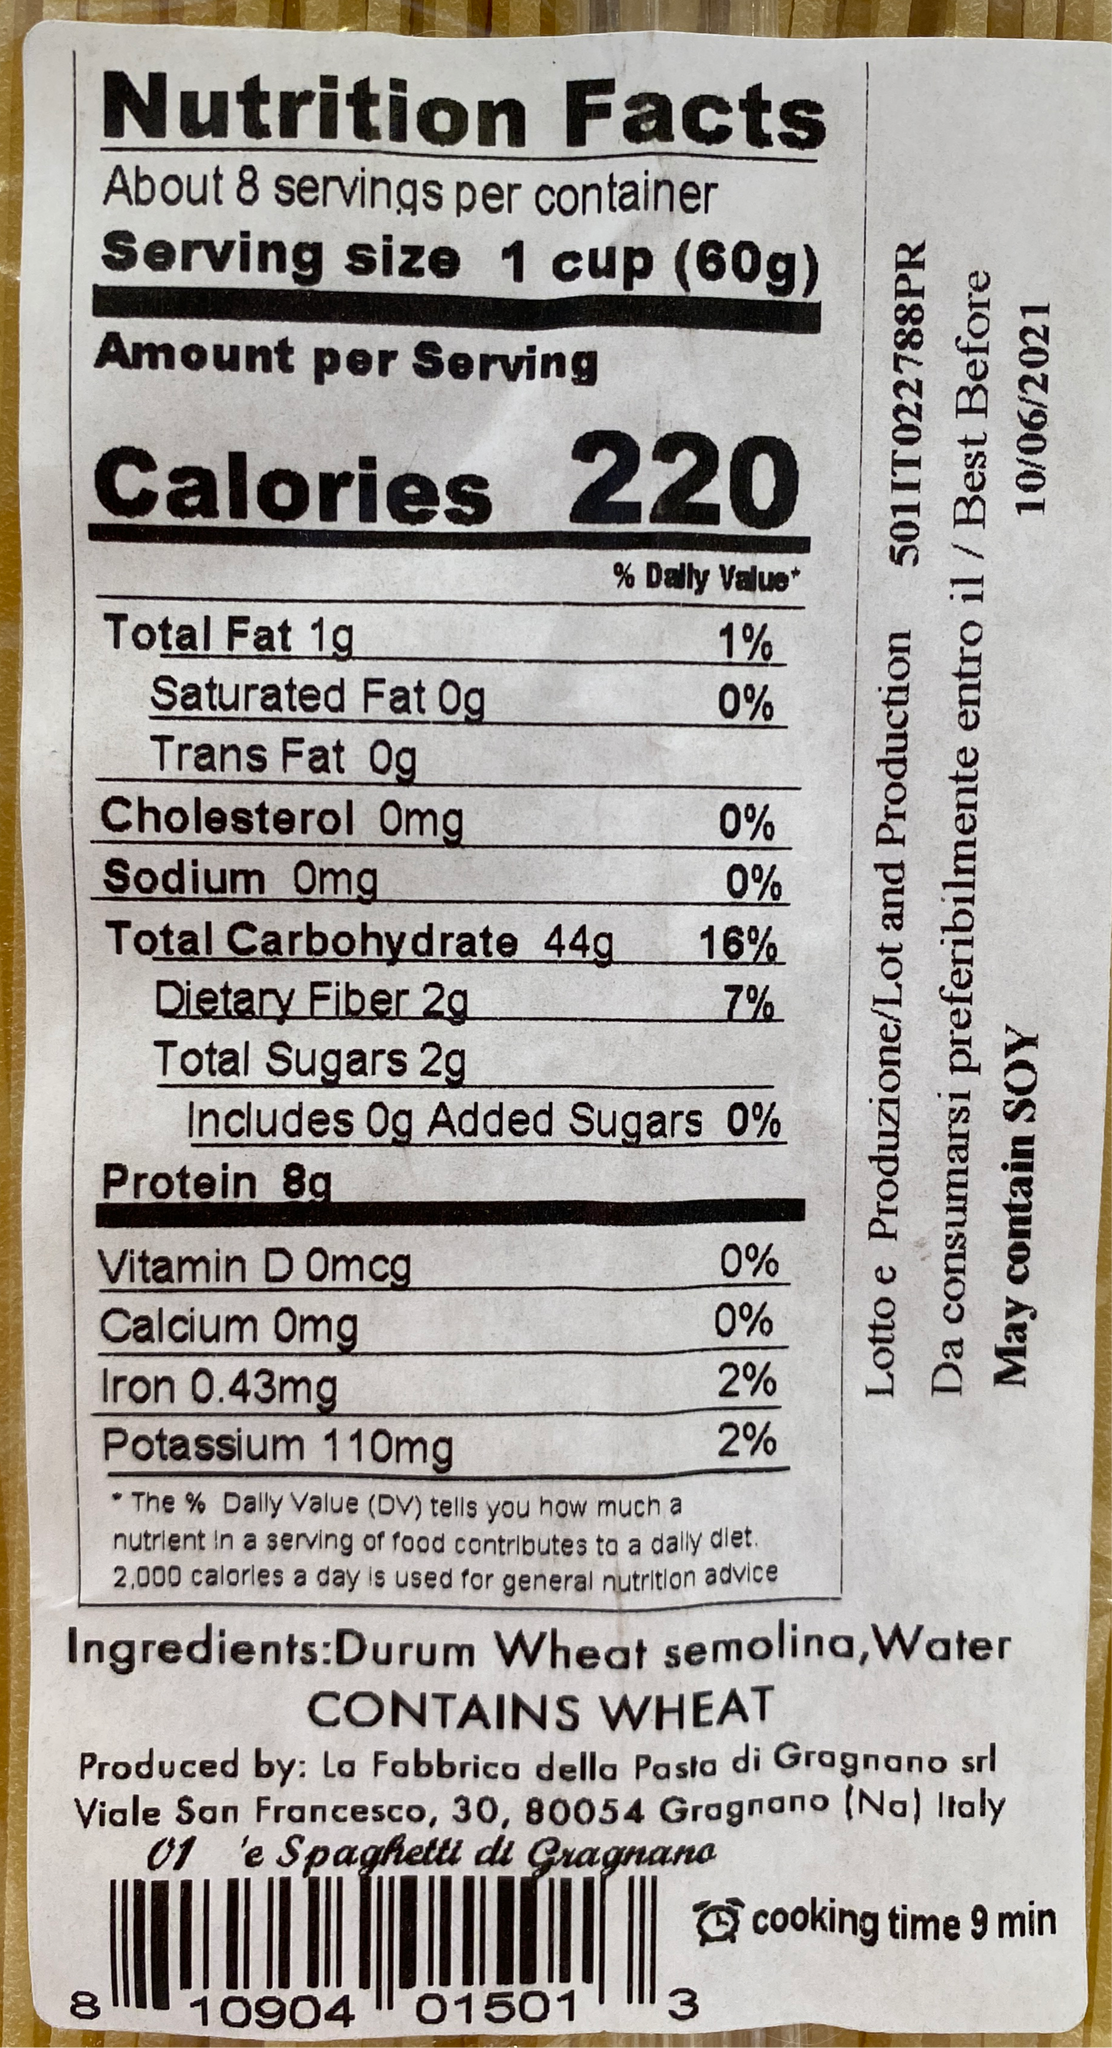 Nutrition Facts
About 8 servings per container
Serving size 1 cup (60g)
Amount per Serving
Calories 220
% Daily Value*
Total Fat 1g 1%
Saturated Fat 0g 0%
Trans Fat 0g
Cholesterol 0mg 0%
Sodium 0mg 0%
Total Carbohydrate 44g 16%
Dietary Fiber 2g 7%
Total Sugars 2g
Includes 0g Added Sugars 0%
Protein 8g
Vitamin D 0mcg 0%
Calcium 0mg 0%
Iron 0.43mg 2%
Potassium 110mg 2%
* The % Daily Value (DV) tells you how much a
nutrient in a serving of food contributes to a daily diet.
2,000 calories a day is used for general nutrition advice
Lotto e Produzione/Lot and Production 501IT022788PR
Da consumarsi preferibilmente entro il / Best Before
May contain SOY 10/06/2021
Ingredients:Durum Wheat semolina,Water
CONTAINS WHEAT
Produced by: La Fabbrica della Pasta di Gragnano srl
Viale San Francesco, 30, 80054 Gragnano (Na) Italy
01 'e Spaghetti di Gragnano
cooking time 9 min
8 10904 01501 3